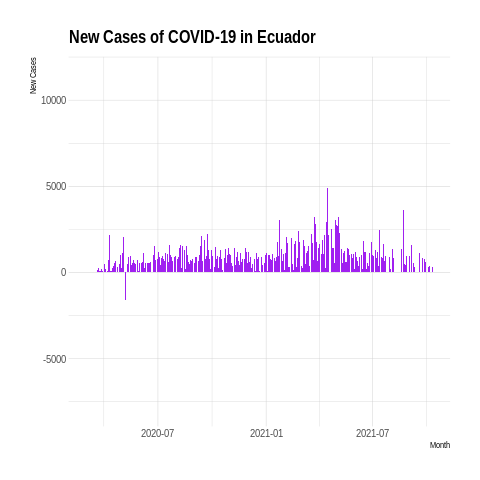 New Cases of COVID-19 in Ecuador
New Cases
10000
5000
0
-5000
2020-07
2021-01
2021-07
Month